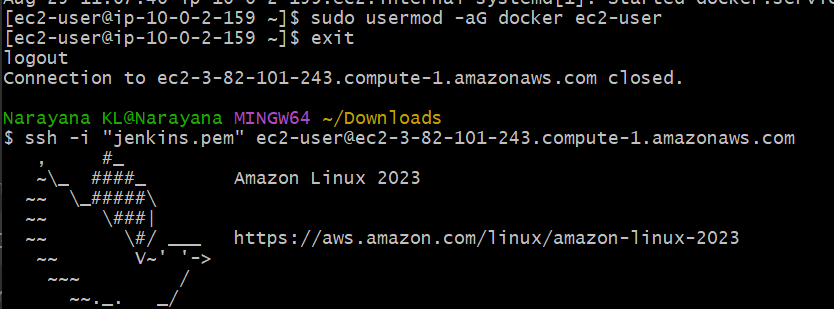 Aug 29 11:07:40 ip-10-0-2-159.ec2.internal systemd[1]: Started docker.servic
[ec2-user@ip-10-0-2-159 ~]$ sudo usermod -aG docker ec2-user
[ec2-user@ip-10-0-2-159 ~]$ exit
logout
Connection to ec2-3-82-101-243.compute-1.amazonaws.com closed.
Narayana KL@Narayana MINGW64 ~/Downloads
$ ssh -i "jenkins.pem" ec2-user@ec2-3-82-101-243.compute-1.amazonaws.com
   ,     #_
   ~\_  ####_        Amazon Linux 2023
  ~~  \_#####\
  ~~     \###|
  ~~       \#/ ___   https://aws.amazon.com/linux/amazon-linux-2023
   ~~       V~' '->
    ~~~         /
      ~~._.   _/